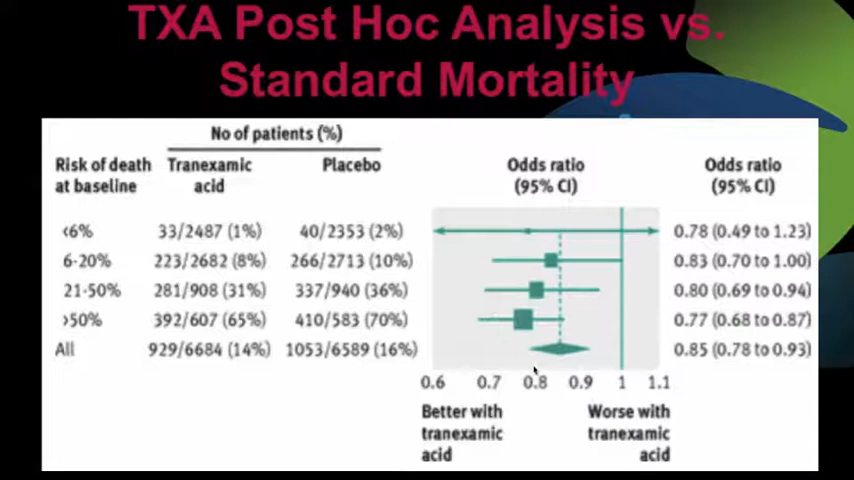 TXA Post Hoc Analysis vs.
Standard Mortality
No of patients (%)
Risk of death at baseline Tranexamic acid Placebo Odds ratio (95% CI) Odds ratio (95% CI)
<6% 33/2487 (1%) 40/2353 (2%) 0.78 (0.49 to 1.23)
6-20% 223/2682 (8%) 266/2713 (10%) 0.83 (0.70 to 1.00)
21-50% 281/908 (31%) 337/940 (36%) 0.80 (0.69 to 0.94)
>50% 392/607 (65%) 410/583 (70%) 0.77 (0.68 to 0.87)
All 929/6684 (14%) 1053/6589 (16%) 0.85 (0.78 to 0.93)
0.6 0.7 0.8 0.9 1 1.1
Better with tranexamic acid Worse with tranexamic acid